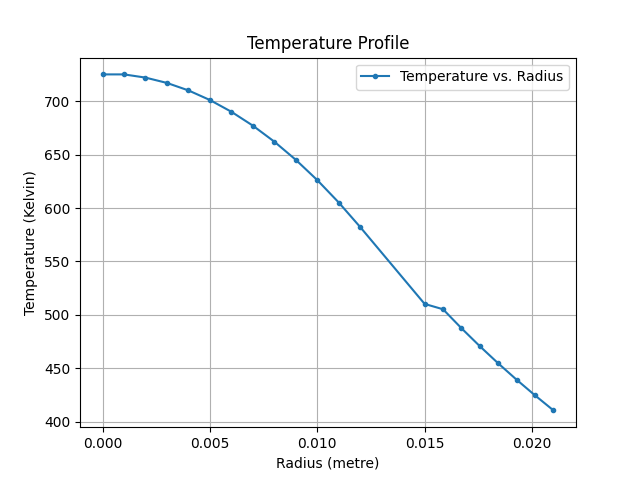 Temperature Profile
Temperature vs. Radius
Temperature (Kelvin)
700
650
600
550
500
450
400
0.000 0.005 0.010 0.015 0.020
Radius (metre)